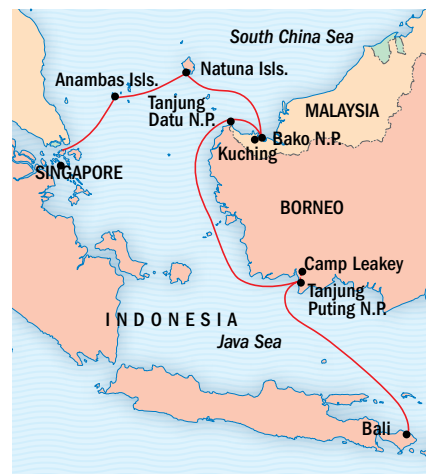 South China Sea
Natuna Isls.
Anambas Isls.
Tanjung
Datu N.P.
MALAYSIA
Bako N.P.
Kuching
SINGAPORE
BORNEO
Camp Leakey
Tanjung
Puting N.P.
INDONESIA
Java Sea
Bali